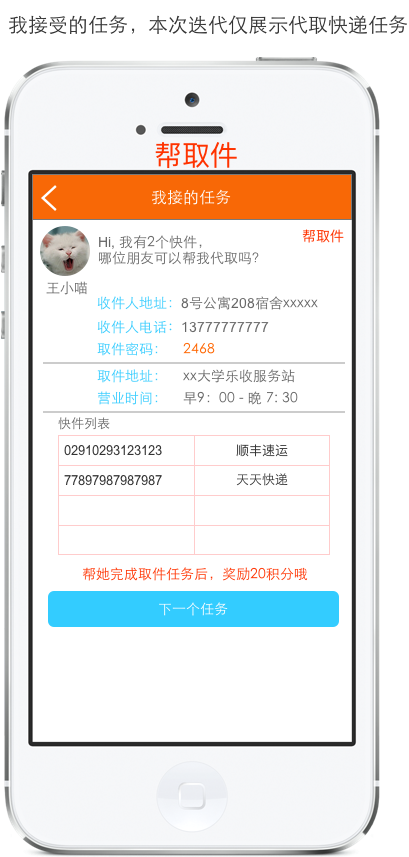 我接受的任务，本次迭代仅展示代取快递任务
帮取件
我接的任务
帮取件
Hi, 我有2个快件，
哪位朋友可以帮我代取吗?
王小喵
收件人地址：8号公寓208宿舍xxxxx
收件人电话：13777777777
取件密码： 2468
取件地址： xx大学乐收服务站
营业时间： 早9：00 - 晚 7: 30
快件列表
02910293123123 顺丰速运
77897987987987 天天快递
帮她完成取件任务后，奖励20积分哦
下一个任务